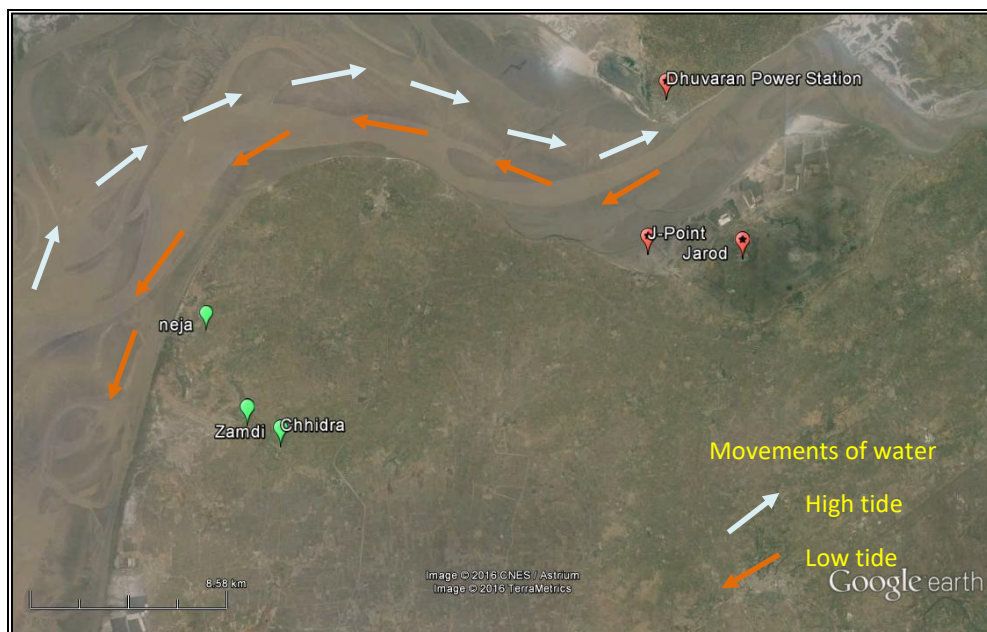 Dhuvaran Power Station
J-Point
Jarod
neja
Zamdi
Chhidra
Movements of water
High tide
Low tide
8.58 km
Image © 2016 CNES / Astrium
Image © 2016 TerraMetrics
Google earth